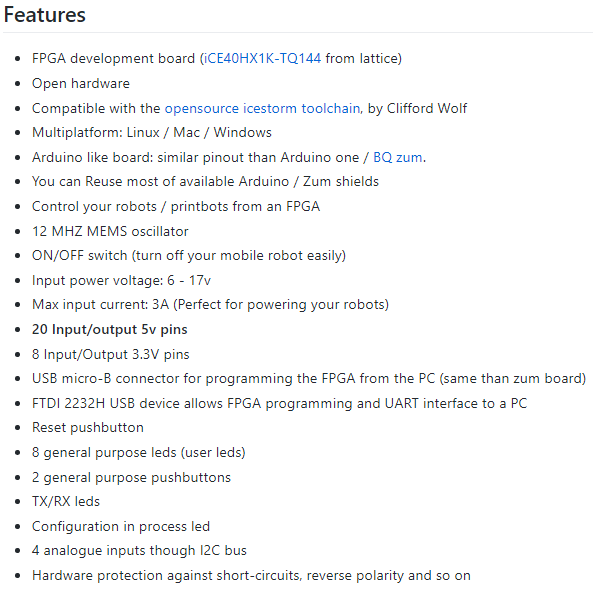 Features
FPGA development board (iCE40HX1K-TQ144 from lattice)
Open hardware
Compatible with the opensource icestorm toolchain, by Clifford Wolf
Multiplatform: Linux / Mac / Windows
Arduino like board: similar pinout than Arduino one / BQ zum.
You can Reuse most of available Arduino / Zum shields
Control your robots / printbots from an FPGA
12 MHZ MEMS oscillator
ON/OFF switch (turn off your mobile robot easily)
Input power voltage: 6 - 17v
Max input current: 3A (Perfect for powering your robots)
20 Input/output 5v pins
8 Input/Output 3.3V pins
USB micro-B connector for programming the FPGA from the PC (same than zum board)
FTDI 2232H USB device allows FPGA programming and UART interface to a PC
Reset pushbutton
8 general purpose leds (user leds)
2 general purpose pushbuttons
TX/RX leds
Configuration in process led
4 analogue inputs though I2C bus
Hardware protection against short-circuits, reverse polarity and so on